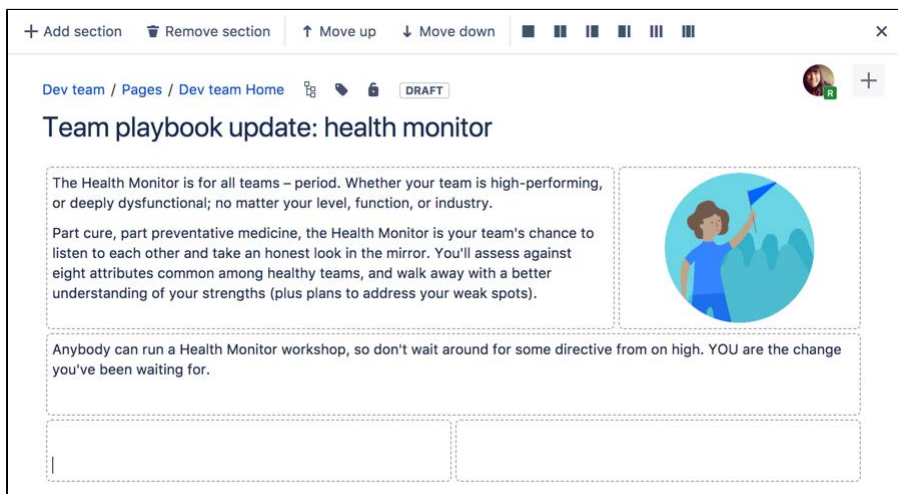 Add section Remove section Move up Move down
Dev team / Pages / Dev team Home DRAFT
R
Team playbook update: health monitor
The Health Monitor is for all teams – period. Whether your team is high-performing,
or deeply dysfunctional; no matter your level, function, or industry.
Part cure, part preventative medicine, the Health Monitor is your team's chance to
listen to each other and take an honest look in the mirror. You'll assess against
eight attributes common among healthy teams, and walk away with a better
understanding of your strengths (plus plans to address your weak spots).
Anybody can run a Health Monitor workshop, so don't wait around for some directive from on high. YOU are the change
you've been waiting for.